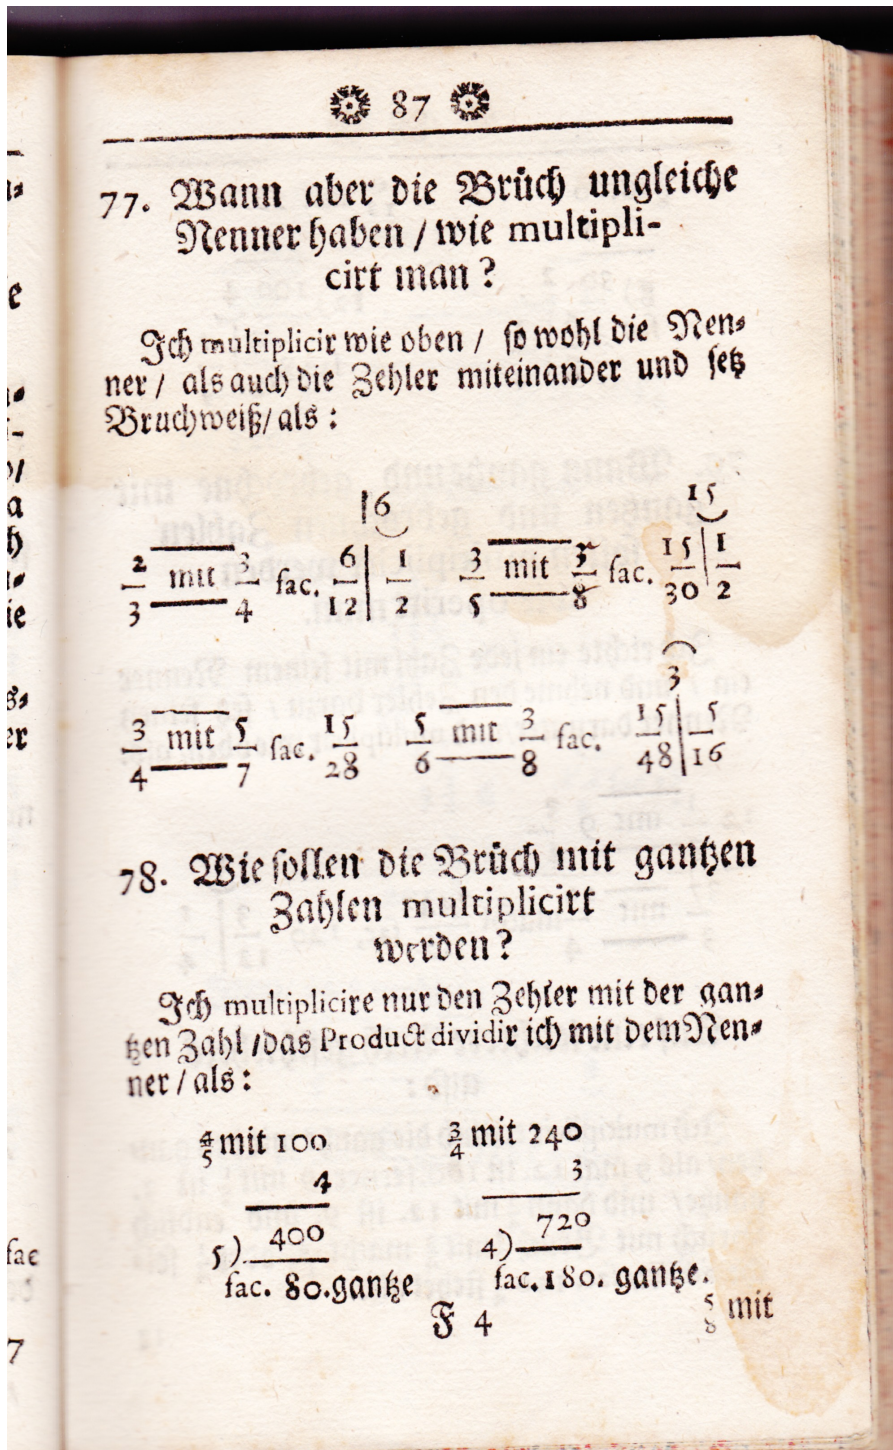 87
77. Wann aber die Brüch ungleiche
Nenner haben / wie multipli-
cirt man?
Ich multiplicir wie oben / so wohl die Nen-
ner / als auch die Zehler miteinander und setz
Bruchweiß / als:
|6 15
2/3 mit 3/4 fac. 6/12 | 1/2 3/5 mit 5/8 fac. 15/30 | 1/2
3
3/4 mit 5/7 fac. 15/28 5/6 mit 3/8 fac. 15/48 | 5/16
78. Wie sollen die Brüch mit gantzen
Zahlen multiplicirt
werden?
Ich multiplicire nur den Zehler mit der gan-
tzen Zahl / das Product dividir ich mit dem Nen-
ner / als:
4/5 mit 100 3/4 mit 240
4 3
5) 400 4) 720
fac. 80. gantze fac. 180. gantze.
F 4 5/8 mit
e
a
h
ie
er
fac
7